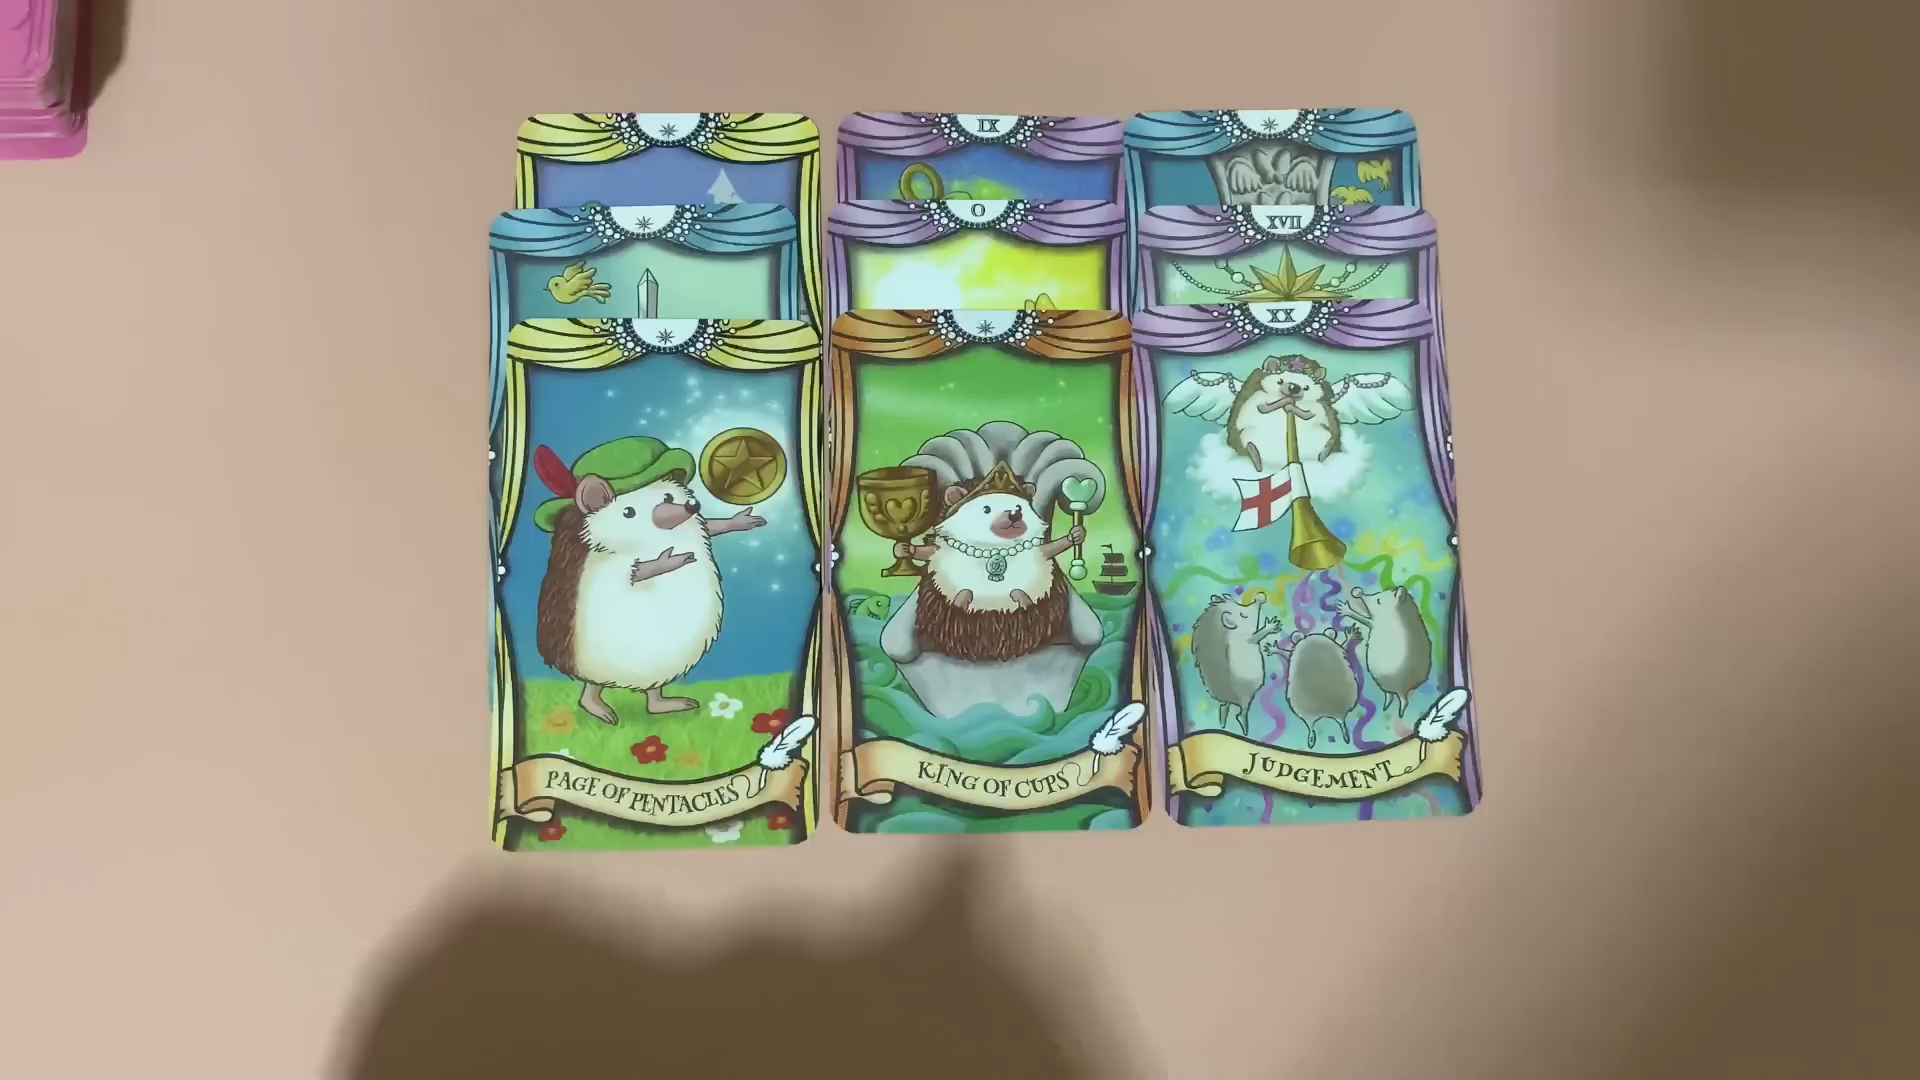 IX
O
XVII
XX
PAGE OF PENTACLES
KING OF CUPS
JUDGEMENT